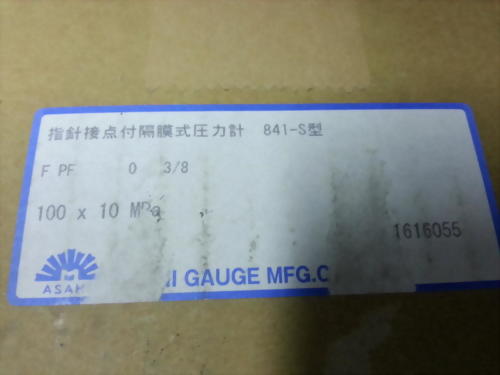 指針接点付隔膜式圧力計 841-S型
F PF 0 3/8
100 x 10 MPa
1616055
ASAH
I GAUGE MFG.C